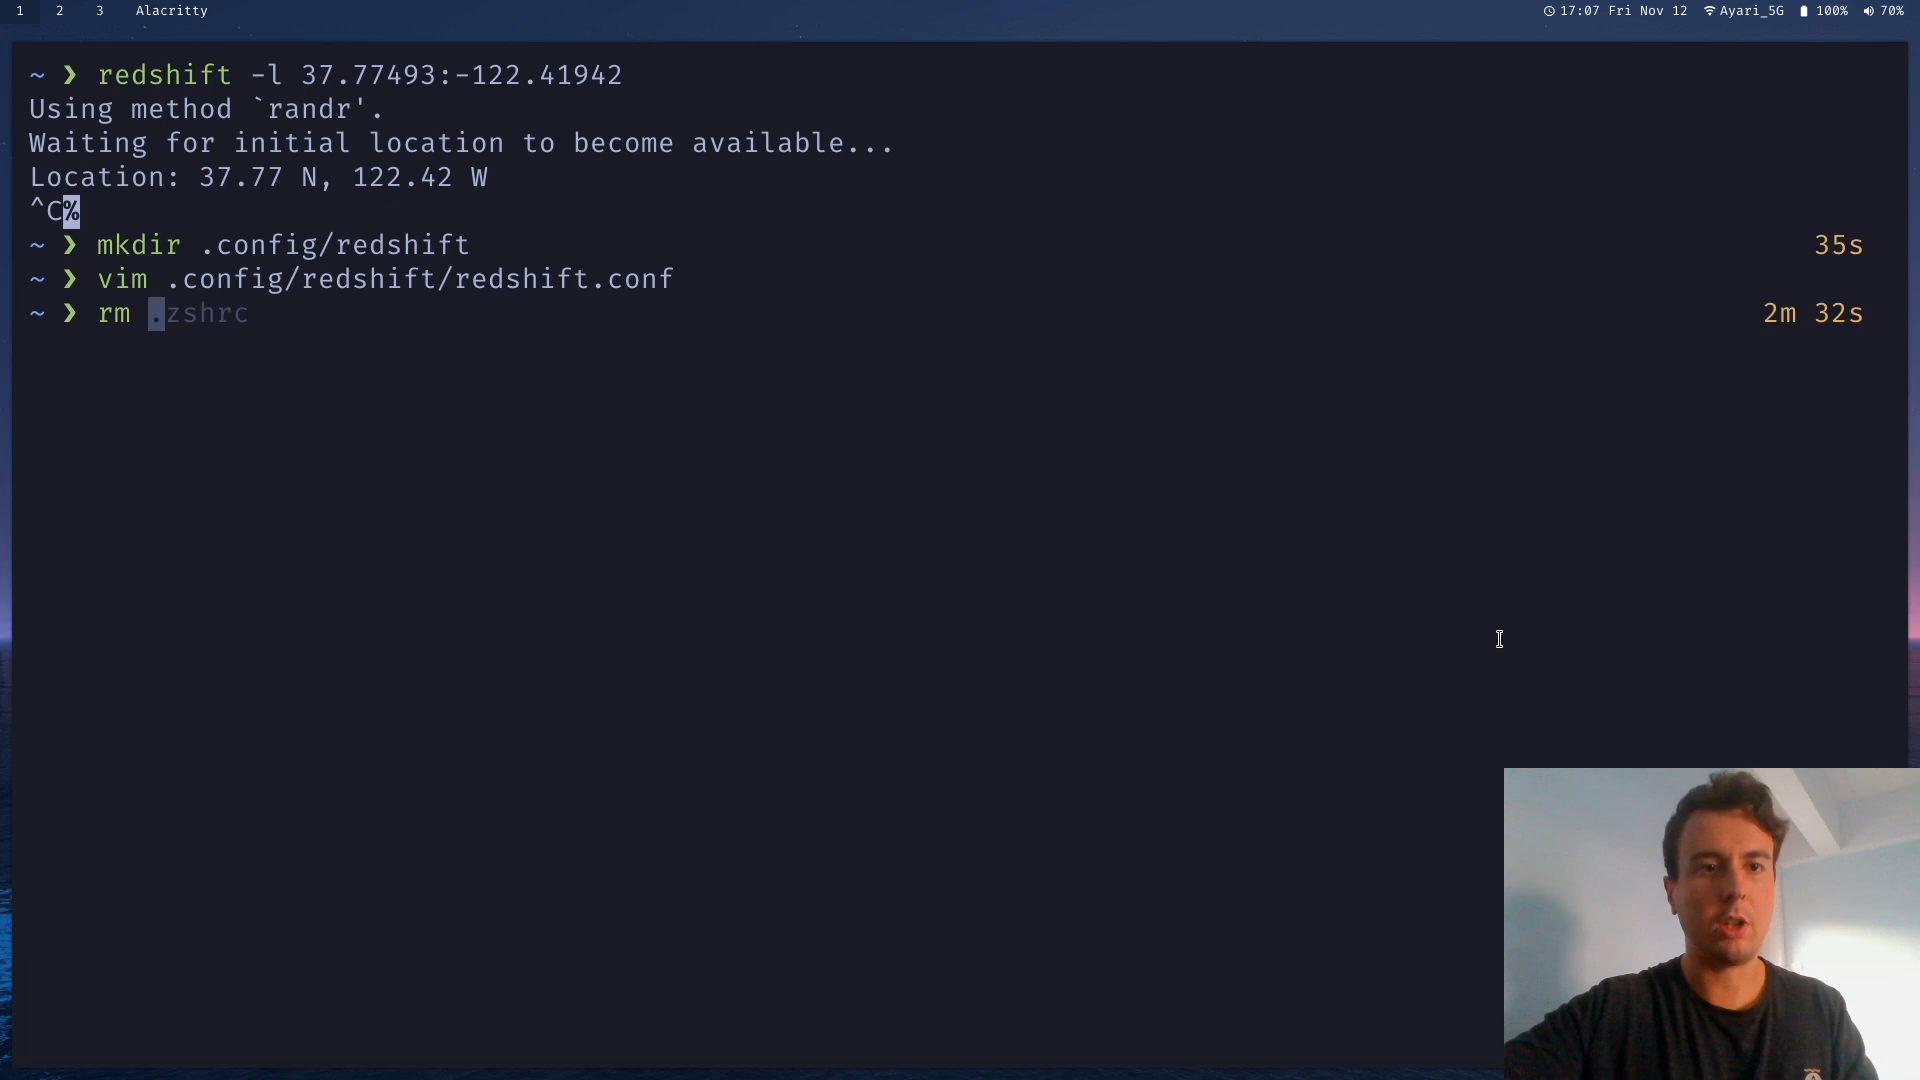 1 2 3 Alacritty 17:07 Fri Nov 12 Ayari_5G 100% 70%
~ ❯ redshift -l 37.77493:-122.41942
Using method `randr'.
Waiting for initial location to become available...
Location: 37.77 N, 122.42 W
^C%
~ ❯ mkdir .config/redshift 35s
~ ❯ vim .config/redshift/redshift.conf
~ ❯ rm .zshrc 2m 32s